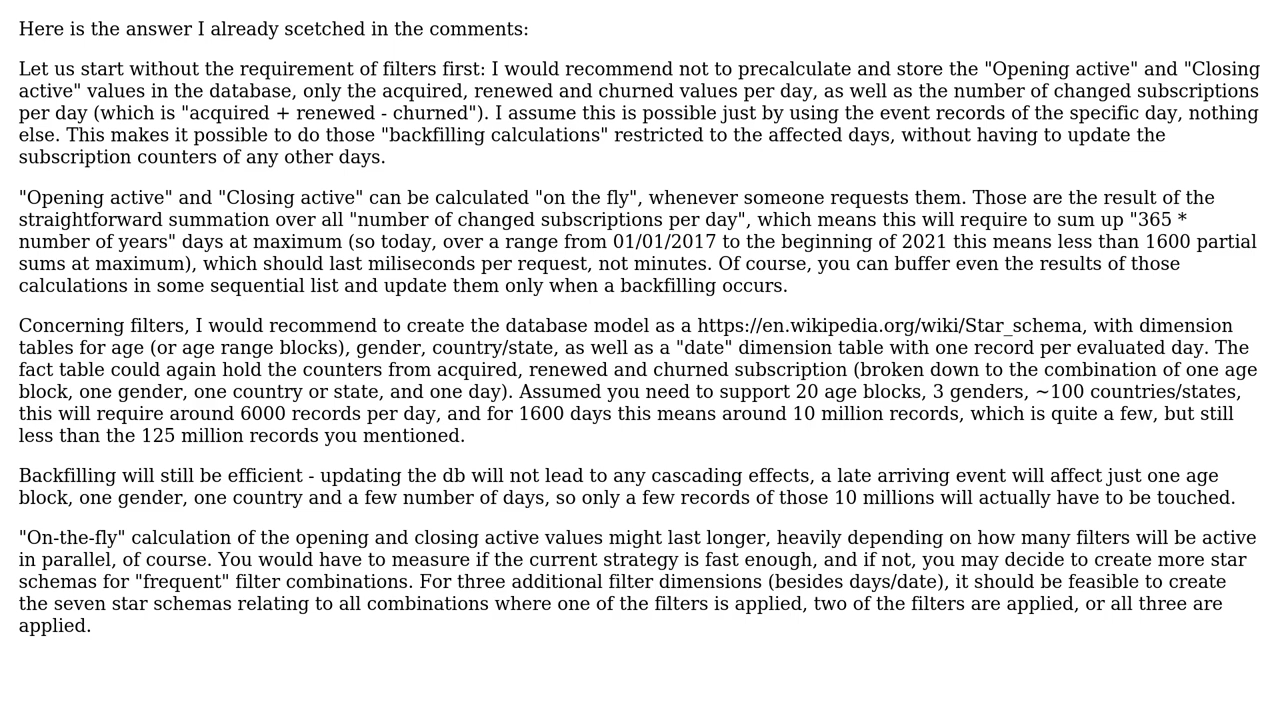 Here is the answer I already scetched in the comments:
Let us start without the requirement of filters first: I would recommend not to precalculate and store the "Opening active" and "Closing
active" values in the database, only the acquired, renewed and churned values per day, as well as the number of changed subscriptions
per day (which is "acquired + renewed - churned"). I assume this is possible just by using the event records of the specific day, nothing
else. This makes it possible to do those "backfilling calculations" restricted to the affected days, without having to update the
subscription counters of any other days.
"Opening active" and "Closing active" can be calculated "on the fly", whenever someone requests them. Those are the result of the
straightforward summation over all "number of changed subscriptions per day", which means this will require to sum up "365 *
number of years" days at maximum (so today, over a range from 01/01/2017 to the beginning of 2021 this means less than 1600 partial
sums at maximum), which should last miliseconds per request, not minutes. Of course, you can buffer even the results of those
calculations in some sequential list and update them only when a backfilling occurs.
Concerning filters, I would recommend to create the database model as a https://en.wikipedia.org/wiki/Star_schema, with dimension
tables for age (or age range blocks), gender, country/state, as well as a "date" dimension table with one record per evaluated day. The
fact table could again hold the counters from acquired, renewed and churned subscription (broken down to the combination of one age
block, one gender, one country or state, and one day). Assumed you need to support 20 age blocks, 3 genders, ~100 countries/states,
this will require around 6000 records per day, and for 1600 days this means around 10 million records, which is quite a few, but still
less than the 125 million records you mentioned.
Backfilling will still be efficient - updating the db will not lead to any cascading effects, a late arriving event will affect just one age
block, one gender, one country and a few number of days, so only a few records of those 10 millions will actually have to be touched.
"On-the-fly" calculation of the opening and closing active values might last longer, heavily depending on how many filters will be active
in parallel, of course. You would have to measure if the current strategy is fast enough, and if not, you may decide to create more star
schemas for "frequent" filter combinations. For three additional filter dimensions (besides days/date), it should be feasible to create
the seven star schemas relating to all combinations where one of the filters is applied, two of the filters are applied, or all three are
applied.